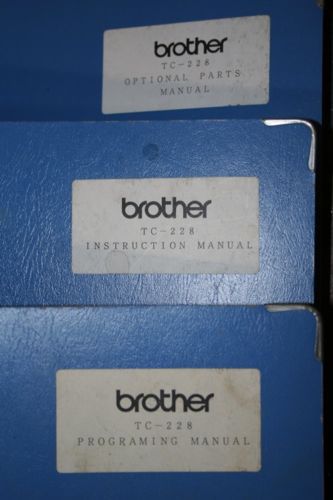 brother
TC-228
OPTIONAL PARTS
MANUAL
brother
TC-228
INSTRUCTION MANUAL
brother
TC-228
PROGRAMING MANUAL